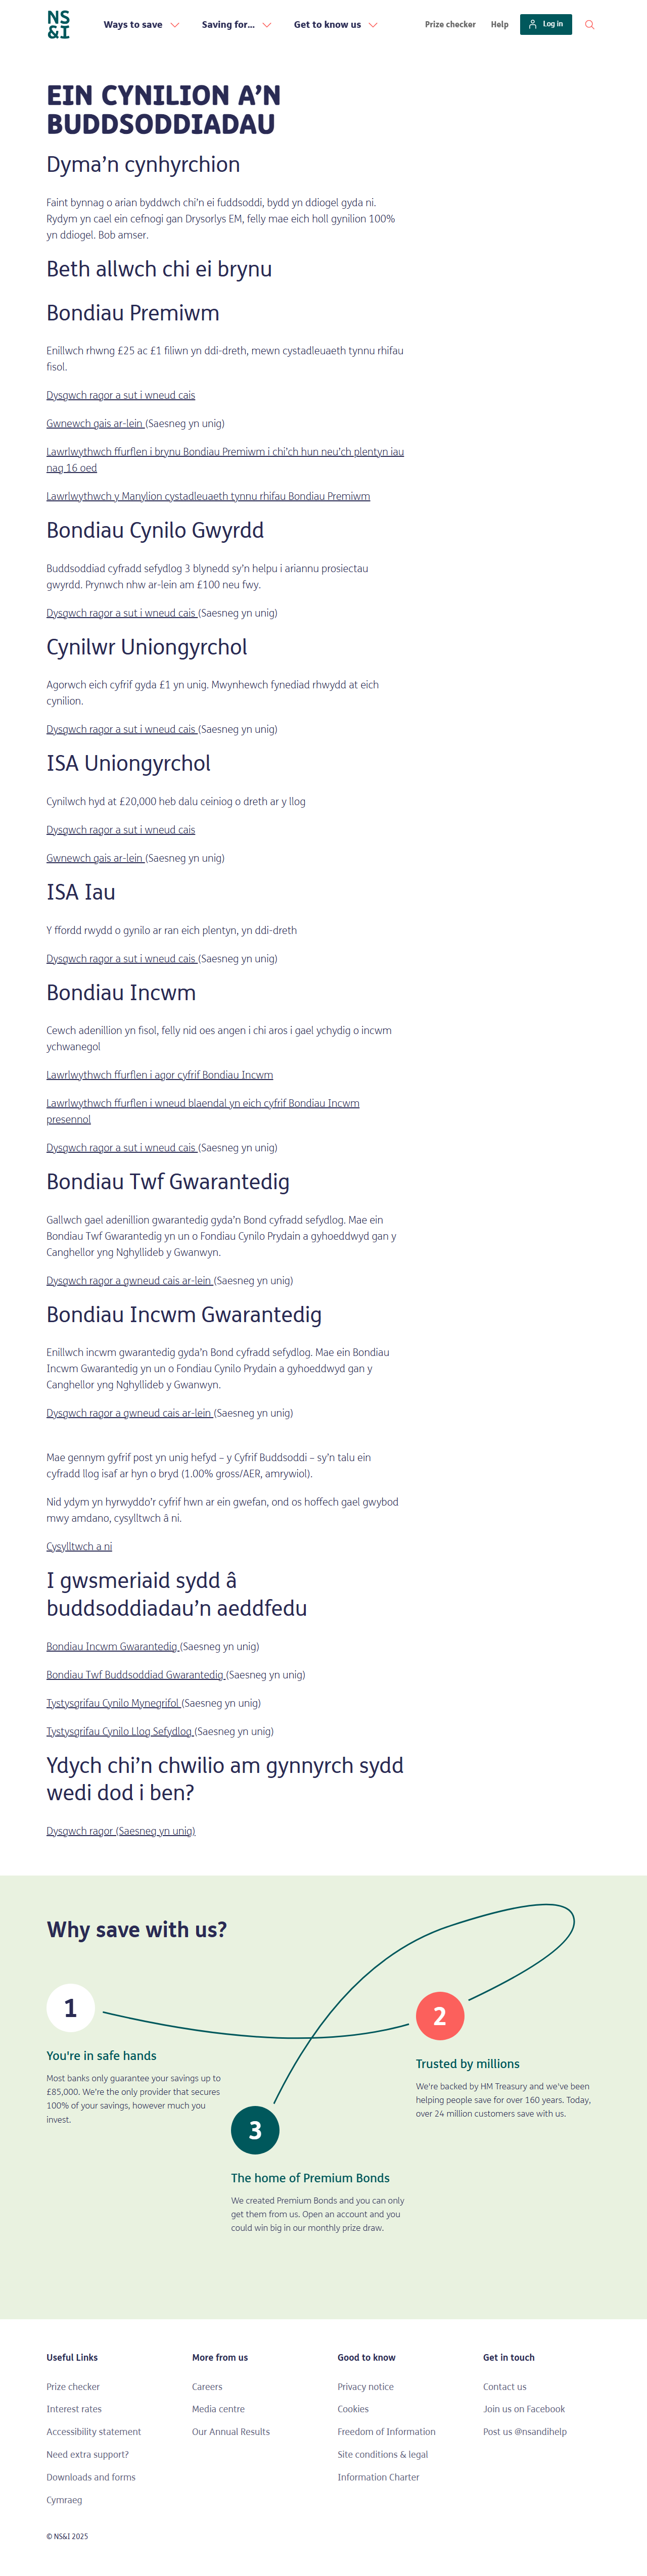 NS
&I
Ways to save
Saving for...
Get to know us
Prize checker
Help
Log in
EIN CYNILION A’N
BUDDSODDIADAU
Dyma’n cynhyrchion
Faint bynnag o arian byddwch chi’n ei fuddsoddi, bydd yn ddiogel gyda ni.
Rydym yn cael ein cefnogi gan Drysorlys EM, felly mae eich holl gynilion 100%
yn ddiogel. Bob amser.
Beth allwch chi ei brynu
Bondiau Premiwm
Enillwch rhwng £25 ac £1 filiwn yn ddi-dreth, mewn cystadleuaeth tynnu rhifau
fisol.
Dysgwch ragor a sut i wneud cais
Gwnewch gais ar-lein (Saesneg yn unig)
Lawrlwythwch ffurflen i brynu Bondiau Premiwm i chi’ch hun neu’ch plentyn iau
nag 16 oed
Lawrlwythwch y Manylion cystadleuaeth tynnu rhifau Bondiau Premiwm
Bondiau Cynilo Gwyrdd
Buddsoddiad cyfradd sefydlog 3 blynedd sy’n helpu i ariannu prosiectau
gwyrdd. Prynwch nhw ar-lein am £100 neu fwy.
Dysgwch ragor a sut i wneud cais (Saesneg yn unig)
Cynilwr Uniongyrchol
Agorwch eich cyfrif gyda £1 yn unig. Mwynhewch fynediad rhwydd at eich
cynilion.
Dysgwch ragor a sut i wneud cais (Saesneg yn unig)
ISA Uniongyrchol
Cynilwch hyd at £20,000 heb dalu ceiniog o dreth ar y llog
Dysgwch ragor a sut i wneud cais
Gwnewch gais ar-lein (Saesneg yn unig)
ISA Iau
Y ffordd rwydd o gynilo ar ran eich plentyn, yn ddi-dreth
Dysgwch ragor a sut i wneud cais (Saesneg yn unig)
Bondiau Incwm
Cewch adenillion yn fisol, felly nid oes angen i chi aros i gael ychydig o incwm
ychwanegol
Lawrlwythwch ffurflen i agor cyfrif Bondiau Incwm
Lawrlwythwch ffurflen i wneud blaendal yn eich cyfrif Bondiau Incwm
presennol
Dysgwch ragor a sut i wneud cais (Saesneg yn unig)
Bondiau Twf Gwarantedig
Gallwch gael adenillion gwarantedig gyda’n Bond cyfradd sefydlog. Mae ein
Bondiau Twf Gwarantedig yn un o Fondiau Cynilo Prydain a gyhoeddwyd gan y
Canghellor yng Nghyllideb y Gwanwyn.
Dysgwch ragor a gwneud cais ar-lein (Saesneg yn unig)
Bondiau Incwm Gwarantedig
Enillwch incwm gwarantedig gyda’n Bond cyfradd sefydlog. Mae ein Bondiau
Incwm Gwarantedig yn un o Fondiau Cynilo Prydain a gyhoeddwyd gan y
Canghellor yng Nghyllideb y Gwanwyn.
Dysgwch ragor a gwneud cais ar-lein (Saesneg yn unig)
Mae gennym gyfrif post yn unig hefyd – y Cyfrif Buddsoddi – sy’n talu ein
cyfradd llog isaf ar hyn o bryd (1.00% gross/AER, amrywiol).
Nid ydym yn hyrwyddo’r cyfrif hwn ar ein gwefan, ond os hoffech gael gwybod
mwy amdano, cysylltwch â ni.
Cysylltwch a ni
I gwsmeriaid sydd â
buddsoddiadau’n aeddfedu
Bondiau Incwm Gwarantedig (Saesneg yn unig)
Bondiau Twf Buddsoddiad Gwarantedig (Saesneg yn unig)
Tystysgrifau Cynilo Mynegrifol (Saesneg yn unig)
Tystysgrifau Cynilo Llog Sefydlog (Saesneg yn unig)
Ydych chi’n chwilio am gynnyrch sydd
wedi dod i ben?
Dysgwch ragor (Saesneg yn unig)
Why save with us?
1
You're in safe hands
Most banks only guarantee your savings up to
£85,000. We're the only provider that secures
100% of your savings, however much you
invest.
2
Trusted by millions
We're backed by HM Treasury and we've been
helping people save for over 160 years. Today,
over 24 million customers save with us.
3
The home of Premium Bonds
We created Premium Bonds and you can only
get them from us. Open an account and you
could win big in our monthly prize draw.
Useful Links
Prize checker
Interest rates
Accessibility statement
Need extra support?
Downloads and forms
Cymraeg
More from us
Careers
Media centre
Our Annual Results
Good to know
Privacy notice
Cookies
Freedom of Information
Site conditions & legal
Information Charter
Get in touch
Contact us
Join us on Facebook
Post us @nsandihelp
© NS&I 2025